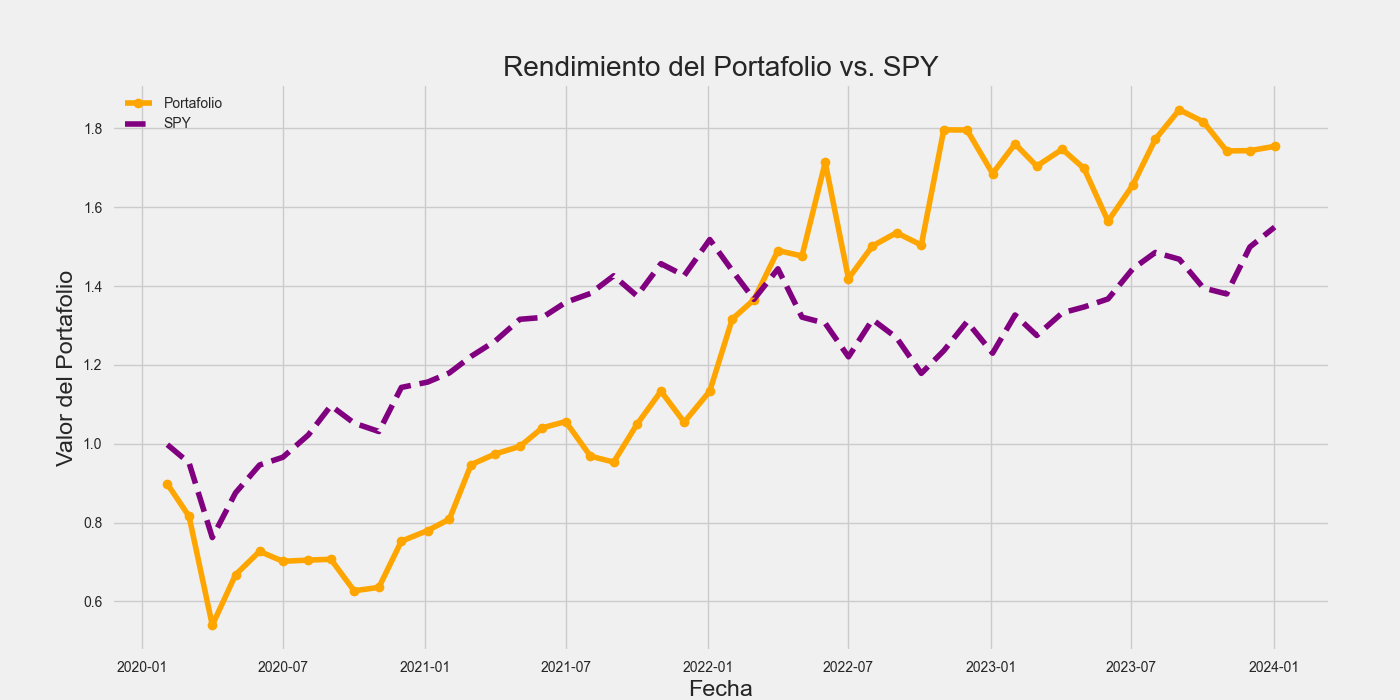 Rendimiento del Portafolio vs. SPY
Portafolio
SPY
Valor del Portafolio
1.8
1.6
1.4
1.2
1.0
0.8
0.6
2020-01 2020-07 2021-01 2021-07 2022-01 2022-07 2023-01 2023-07 2024-01
Fecha